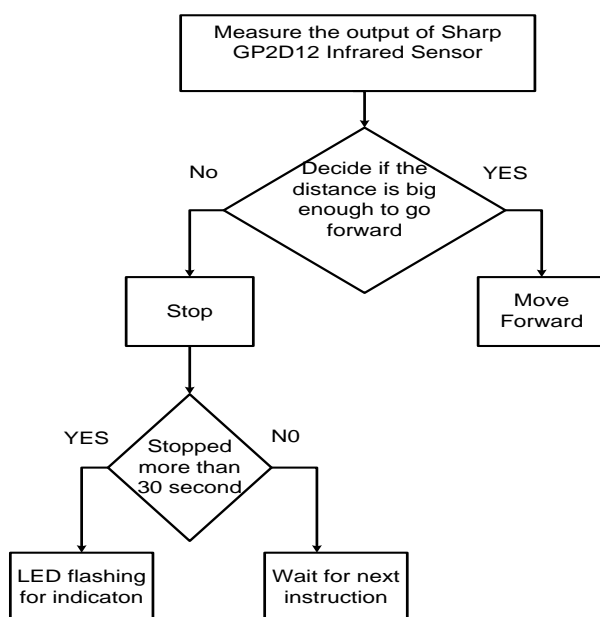 Measure the output of Sharp
GP2D12 Infrared Sensor
No
YES
Decide if the
distance is big
enough to go
forward
Stop
Move
Forward
YES
N0
Stopped
more than
30 second
LED flashing
for indicaton
Wait for next
instruction